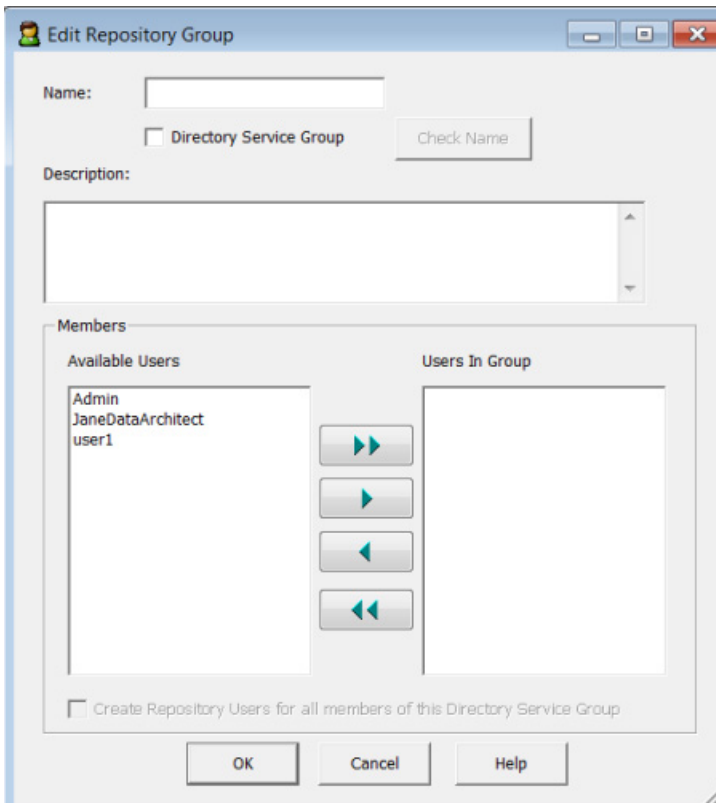 Edit Repository Group
Name:
Directory Service Group
Check Name
Description:
Members
Available Users
Users In Group
Admin
JaneDataArchitect
user1
Create Repository Users for all members of this Directory Service Group
OK
Cancel
Help